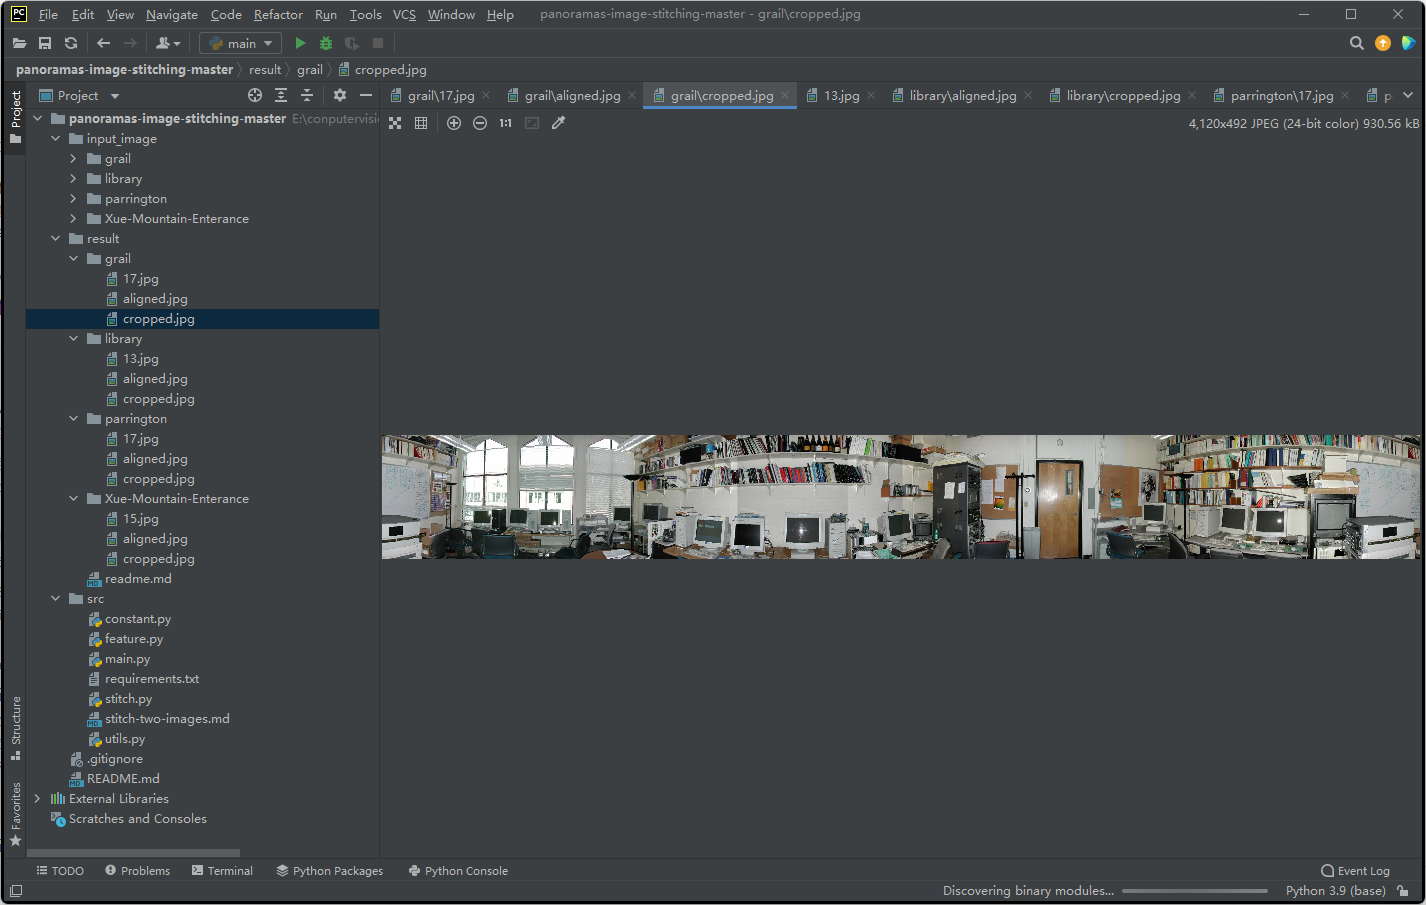 PC File Edit View Navigate Code Refactor Run Tools VCS Window Help panoramas-image-stitching-master - grail\cropped.jpg
main
panoramas-image-stitching-master result grail cropped.jpg
Project
Project
grail\17.jpg grail\aligned.jpg grail\cropped.jpg 13.jpg library\aligned.jpg library\cropped.jpg parrington\17.jpg p
1:1 4,120x492 JPEG (24-bit color) 930.56 kB
panoramas-image-stitching-master E:\conputervisi
input_image
grail
library
parrington
Xue-Mountain-Enterance
result
grail
17.jpg
aligned.jpg
cropped.jpg
library
13.jpg
aligned.jpg
cropped.jpg
parrington
17.jpg
aligned.jpg
cropped.jpg
Xue-Mountain-Enterance
15.jpg
aligned.jpg
cropped.jpg
readme.md
src
constant.py
feature.py
main.py
requirements.txt
stitch.py
stitch-two-images.md
utils.py
.gitignore
README.md
External Libraries
Scratches and Consoles
Structure
Favorites
TODO Problems Terminal Python Packages Python Console Event Log
Discovering binary modules... Python 3.9 (base)